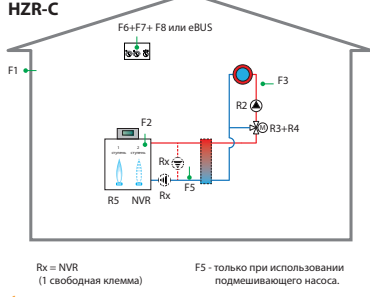 HZR-C
F6+F7+ F8 или eBUS
F1
F3
R2
M
R3+R4
F2
1 ступень
2 ступень
Rx
F5
Rx
R5
NVR
Rx = NVR
(1 свободная клемма)
F5 - только при использовании
подмешивающего насоса.